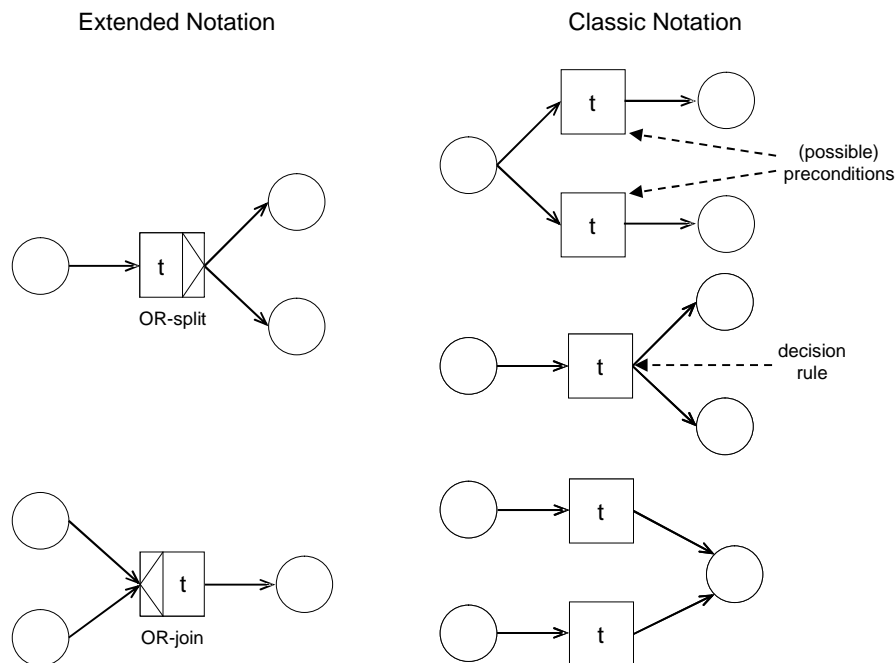 Extended Notation
Classic Notation
t
(possible)
preconditions
t
t
OR-split
t
decision
rule
t
t
OR-join
t